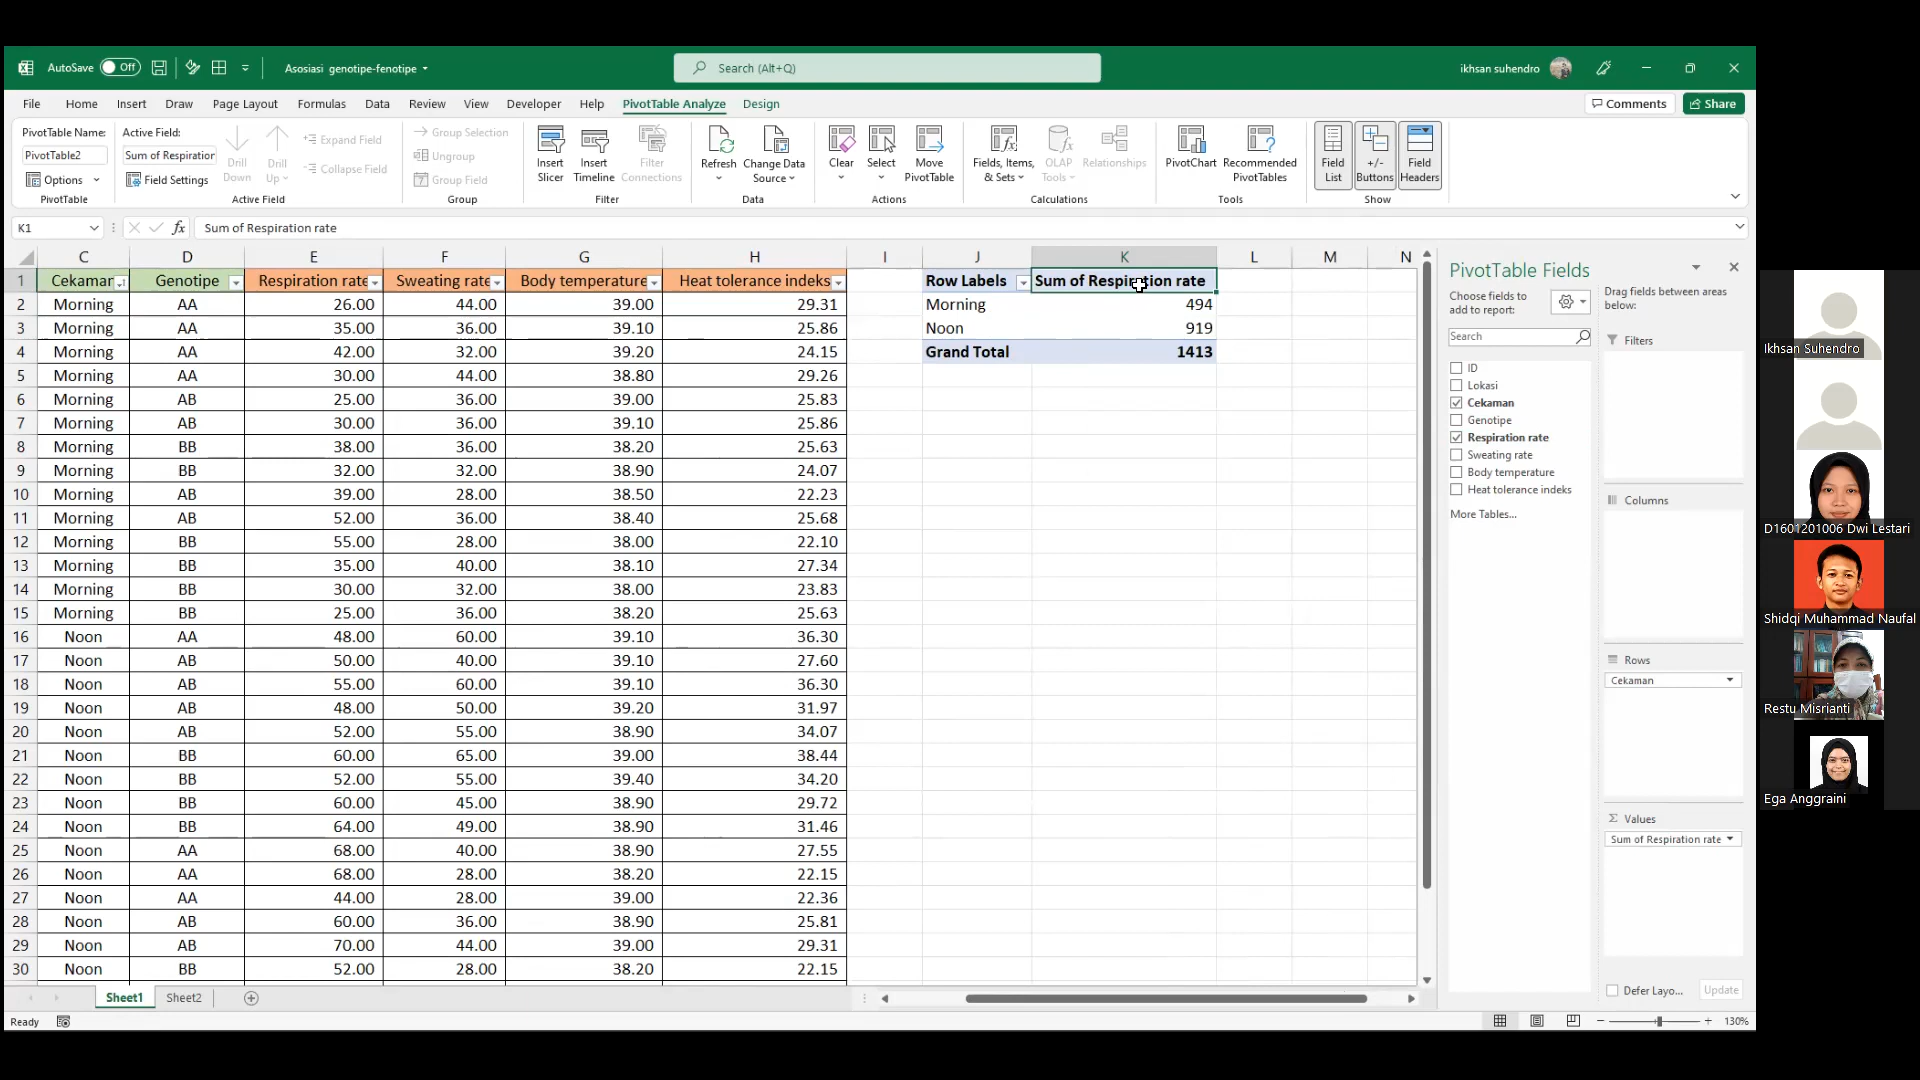 AutoSave Off Asosiasi genotipe-fenotipe Search (Alt+Q) ikhsan suhendro
File Home Insert Draw Page Layout Formulas Data Review View Developer Help PivotTable Analyze Design Comments Share
PivotTable Name:
PivotTable2
Options
PivotTable
Active Field:
Sum of Respiration
Field Settings
Drill Down
Drill Up
Expand Field
Collapse Field
Active Field
Group Selection
Ungroup
Group Field
Group
Insert Slicer
Insert Timeline
Filter Connections
Filter
Refresh
Change Data Source
Data
Clear
Select
Move PivotTable
Actions
Fields, Items, & Sets
OLAP Tools
Relationships
Calculations
PivotChart
Recommended PivotTables
Tools
Field List
+/- Buttons
Field Headers
Show
K1 fx Sum of Respiration rate
C D E F G H I J K L M N
1 Cekaman Genotipe Respiration rate Sweating rate Body temperature Heat tolerance indeks Row Labels Sum of Respiration rate
2 Morning AA 26.00 44.00 39.00 29.31 Morning 494
3 Morning AA 35.00 36.00 39.10 25.86 Noon 919
4 Morning AA 42.00 32.00 39.20 24.15 Grand Total 1413
5 Morning AA 30.00 44.00 38.80 29.26
6 Morning AB 25.00 36.00 39.00 25.83
7 Morning AB 30.00 36.00 39.10 25.86
8 Morning BB 38.00 36.00 38.20 25.63
9 Morning BB 32.00 32.00 38.90 24.07
10 Morning AB 39.00 28.00 38.50 22.23
11 Morning AB 52.00 36.00 38.40 25.68
12 Morning BB 55.00 28.00 38.00 22.10
13 Morning BB 35.00 40.00 38.10 27.34
14 Morning BB 30.00 32.00 38.00 23.83
15 Morning BB 25.00 36.00 38.20 25.63
16 Noon AA 48.00 60.00 39.10 36.30
17 Noon AB 50.00 40.00 39.10 27.60
18 Noon AB 55.00 60.00 39.10 36.30
19 Noon AB 48.00 50.00 39.20 31.97
20 Noon AB 52.00 55.00 38.90 34.07
21 Noon BB 60.00 65.00 39.00 38.44
22 Noon BB 52.00 55.00 39.40 34.20
23 Noon BB 60.00 45.00 38.90 29.72
24 Noon BB 64.00 49.00 38.90 31.46
25 Noon AA 68.00 40.00 38.90 27.55
26 Noon AA 68.00 28.00 38.20 22.15
27 Noon AA 44.00 28.00 39.00 22.36
28 Noon AB 60.00 36.00 38.90 25.81
29 Noon AB 70.00 44.00 39.00 29.31
30 Noon BB 52.00 28.00 38.20 22.15
Sheet1 Sheet2
Ready
130%
PivotTable Fields
Choose fields to add to report:
Search
ID
Lokasi
Cekaman
Genotipe
Respiration rate
Sweating rate
Body temperature
Heat tolerance indeks
More Tables...
Drag fields between areas below:
Filters
Columns
Rows
Cekaman
Σ Values
Sum of Respiration rate
Defer Layo... Update
Ikhsan Suhendro
D1601201006 Dwi Lestari
Shidqi Muhammad Naufal
Restu Misrianti
Ega Anggraini